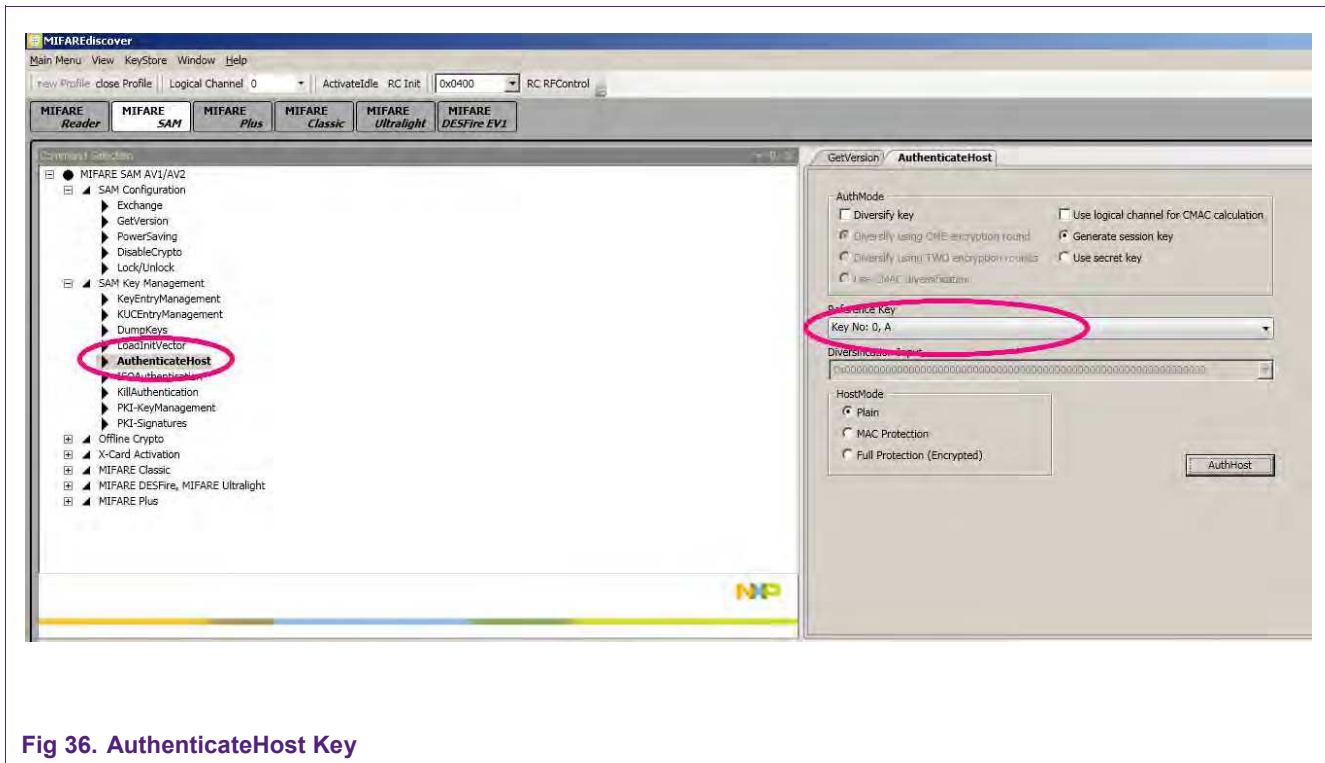 MIFAREdiscover
Main Menu View KeyStore Window Help
new Profile close Profile Logical Channel 0 ActivateIdle RC Init 0x0400 RC RFControl
MIFARE Reader MIFARE SAM MIFARE Plus MIFARE Classic MIFARE Ultralight MIFARE DESFire EV1
Command Selection
MIFARE SAM AV1/AV2
SAM Configuration
Exchange
GetVersion
PowerSaving
DisableCrypto
Lock/Unlock
SAM Key Management
KeyEntryManagement
KUCEntryManagement
DumpKeys
LoadInitVector
AuthenticateHost
ISOAuthentication
KillAuthentication
PKI-KeyManagement
PKI-Signatures
Offline Crypto
X-Card Activation
MIFARE Classic
MIFARE DESFire, MIFARE Ultralight
MIFARE Plus
NXP
GetVersion AuthenticateHost
AuthMode
Diversify key Use logical channel for CMAC calculation
Diversify using ONE encryption round Generate session key
Diversify using TWO encryption rounds Use secret key
Use CMAC diversification
Reference Key
Key No: 0, A
Diversification Input
HostMode
Plain
MAC Protection
Full Protection (Encrypted)
AuthHost
Fig 36. AuthenticateHost Key